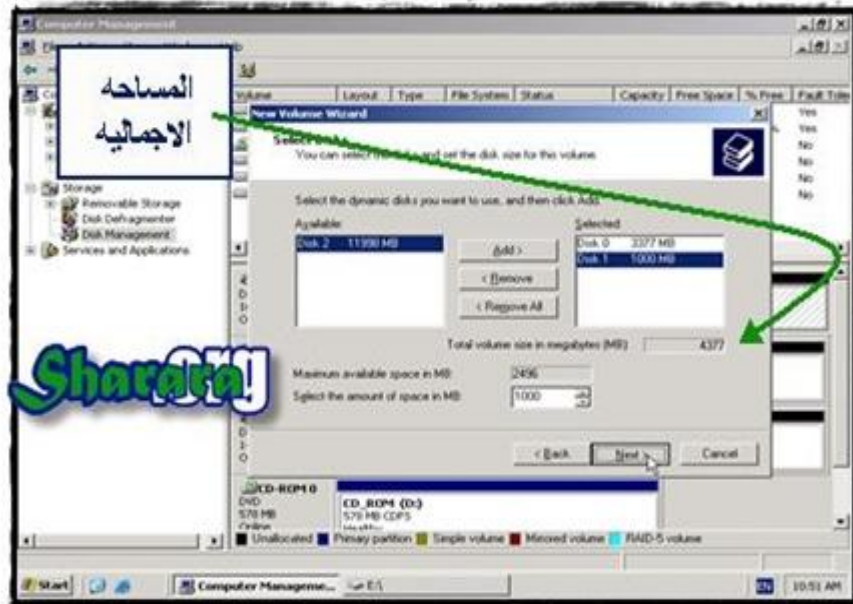 Computer Management
Volume Layout Type File System Status Capacity Free Space % Free Fault Toler
المساحه
الاجماليه
New Volume Wizard
You can select the disks and set the disk size for this volume.
Select the dynamic disks you want to use, and then click Add.
Available:
Selected:
Disk 2 11998 MB
Disk 0 3377 MB
Disk 1 1000 MB
Add >
< Remove
< Remove All
Total volume size in megabytes (MB): 4377
Maximum available space in MB: 2496
Select the amount of space in MB: 1000
< Back Next > Cancel
Yes
Yes
No
No
No
No
Storage
Removable Storage
Disk Defragmenter
Disk Management
Services and Applications
Sharara.org
CD-ROM 0
DVD
578 MB
Online
CD_ROM (D:)
578 MB CDFS
Healthy
Unallocated Primary partition Simple volume Mirrored volume RAID-5 volume
Start Computer Manageme... E:\ EN 10:51 AM